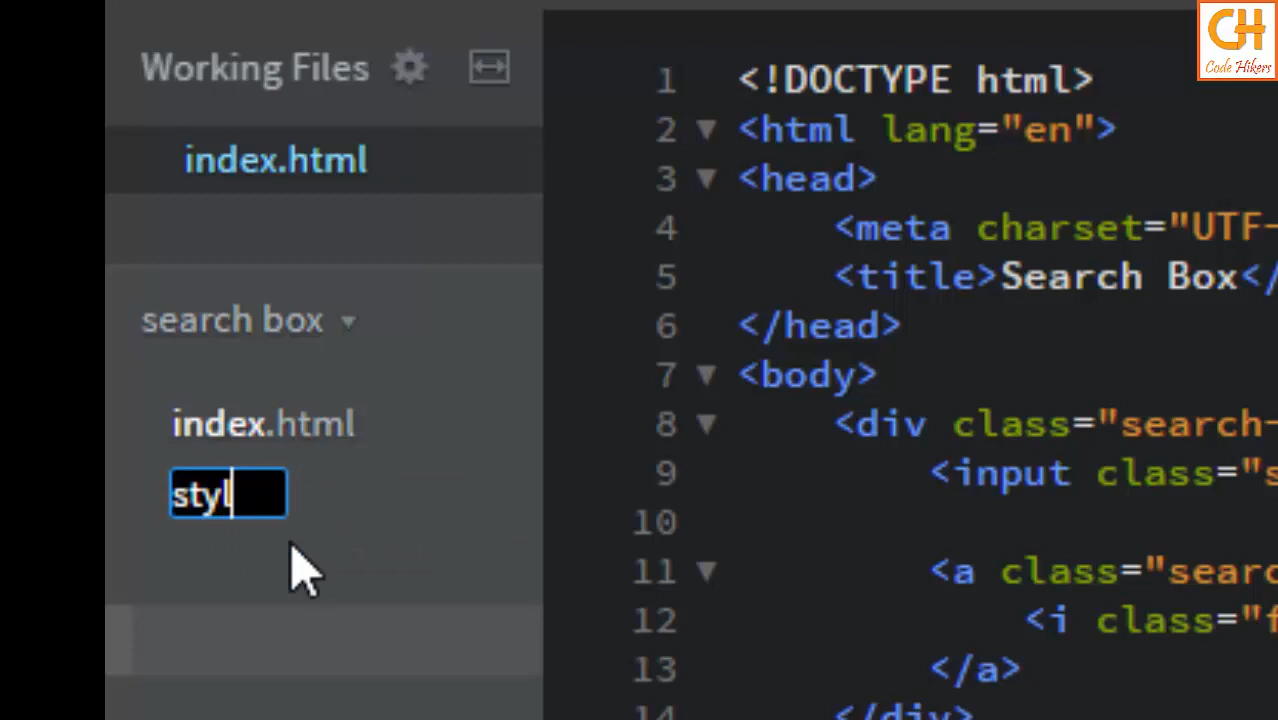 CH
Code Hikers
Working Files
index.html
search box
index.html
styl
1 <!DOCTYPE html>
2 <html lang="en">
3 <head>
4 <meta charset="UTF-
5 <title>Search Box</
6 </head>
7 <body>
8 <div class="search-
9 <input class="s
10
11 <a class="searc
12 <i class="f
13 </a>
14 </div>